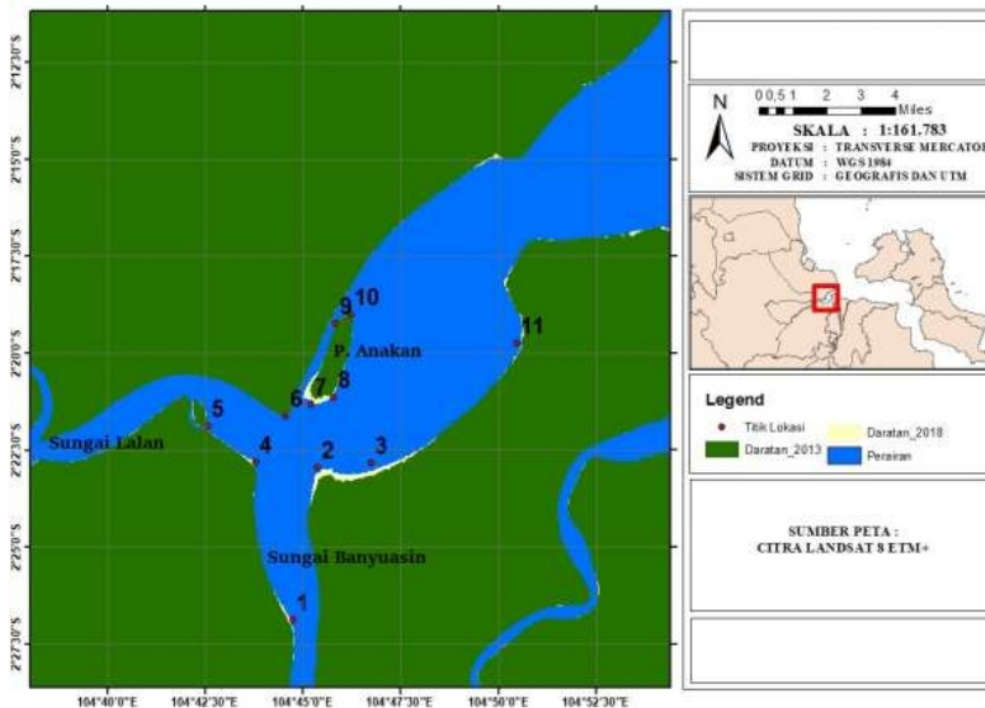 2°12'30"S
2°15'0"S
2°17'30"S
2°20'0"S
2°22'30"S
2°25'0"S
2°27'30"S
104°40'0"E
104°42'30"E
104°45'0"E
104°47'30"E
104°50'0"E
104°52'30"E
10
9
P. Anakan
11
8
7
6
5
Sungai Lalan
4
2
3
Sungai Banyuasin
1
N
0 0,5 1 2 3 4
Miles
SKALA : 1:161.783
PROYEKSI : TRANSVERSE MERCATOR
DATUM : WGS 1984
SISTEM GRID : GEOGRAFIS DAN UTM
Legend
Titik Lokasi
Daratan_2013
Daratan_2018
Perairan
SUMBER PETA :
CITRA LANDSAT 8 ETM+